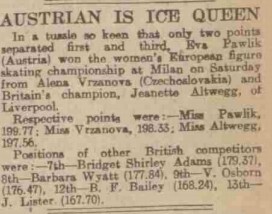 AUSTRIAN IS ICE QUEEN
In a tussle so keen that only two points
separated first and third, Eva Pawlik
(Austria) won the women's European figure
skating championship at Milan on Saturday
from Alena Vrzanova (Czechoslovakia) and
Britain's champion, Jeanette Altwegg, of
Liverpool.
Respective points were:—Miss Pawlik,
199.77; Miss Vrzanova, 198.33; Miss Altwegg,
197.56.
Positions of other British competitors
were:—7th—Bridget Shirley Adams (179.37),
8th—Barbara Wyatt (177.84), 9th—V. Osborn
(176.47), 12th—B. F. Bailey (168.24), 13th—
J. Lister (167.70).